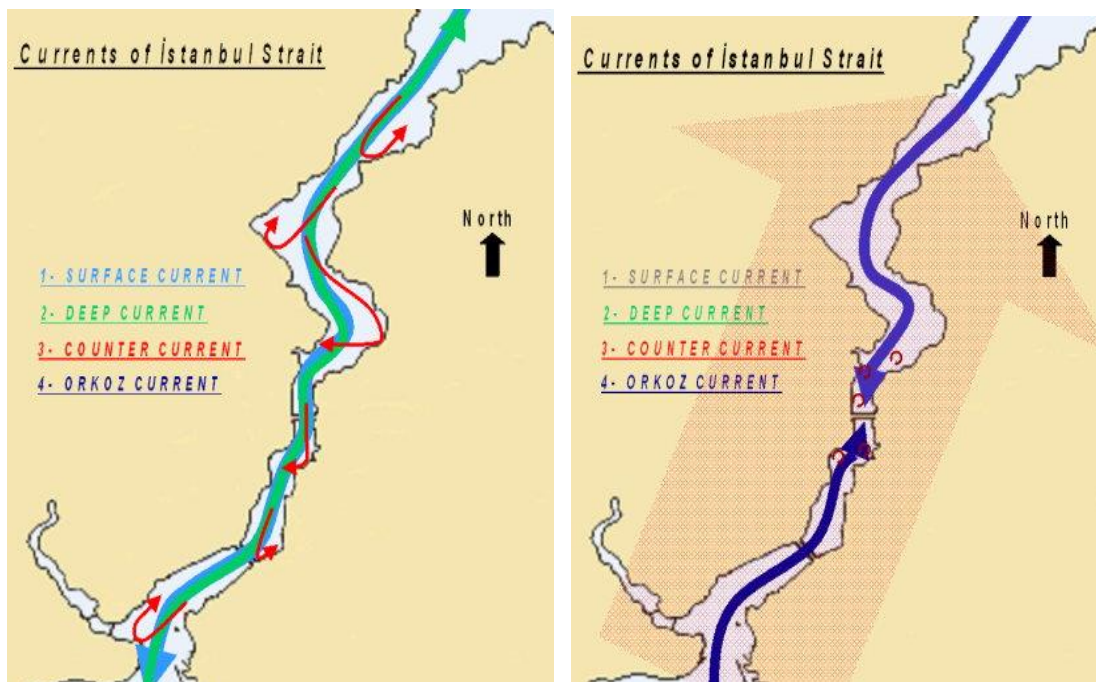 Currents of İstanbul Strait
North
1- SURFACE CURRENT
2- DEEP CURRENT
3- COUNTER CURRENT
4- ORKOZ CURRENT
Currents of İstanbul Strait
North
1- SURFACE CURRENT
2- DEEP CURRENT
3- COUNTER CURRENT
4- ORKOZ CURRENT